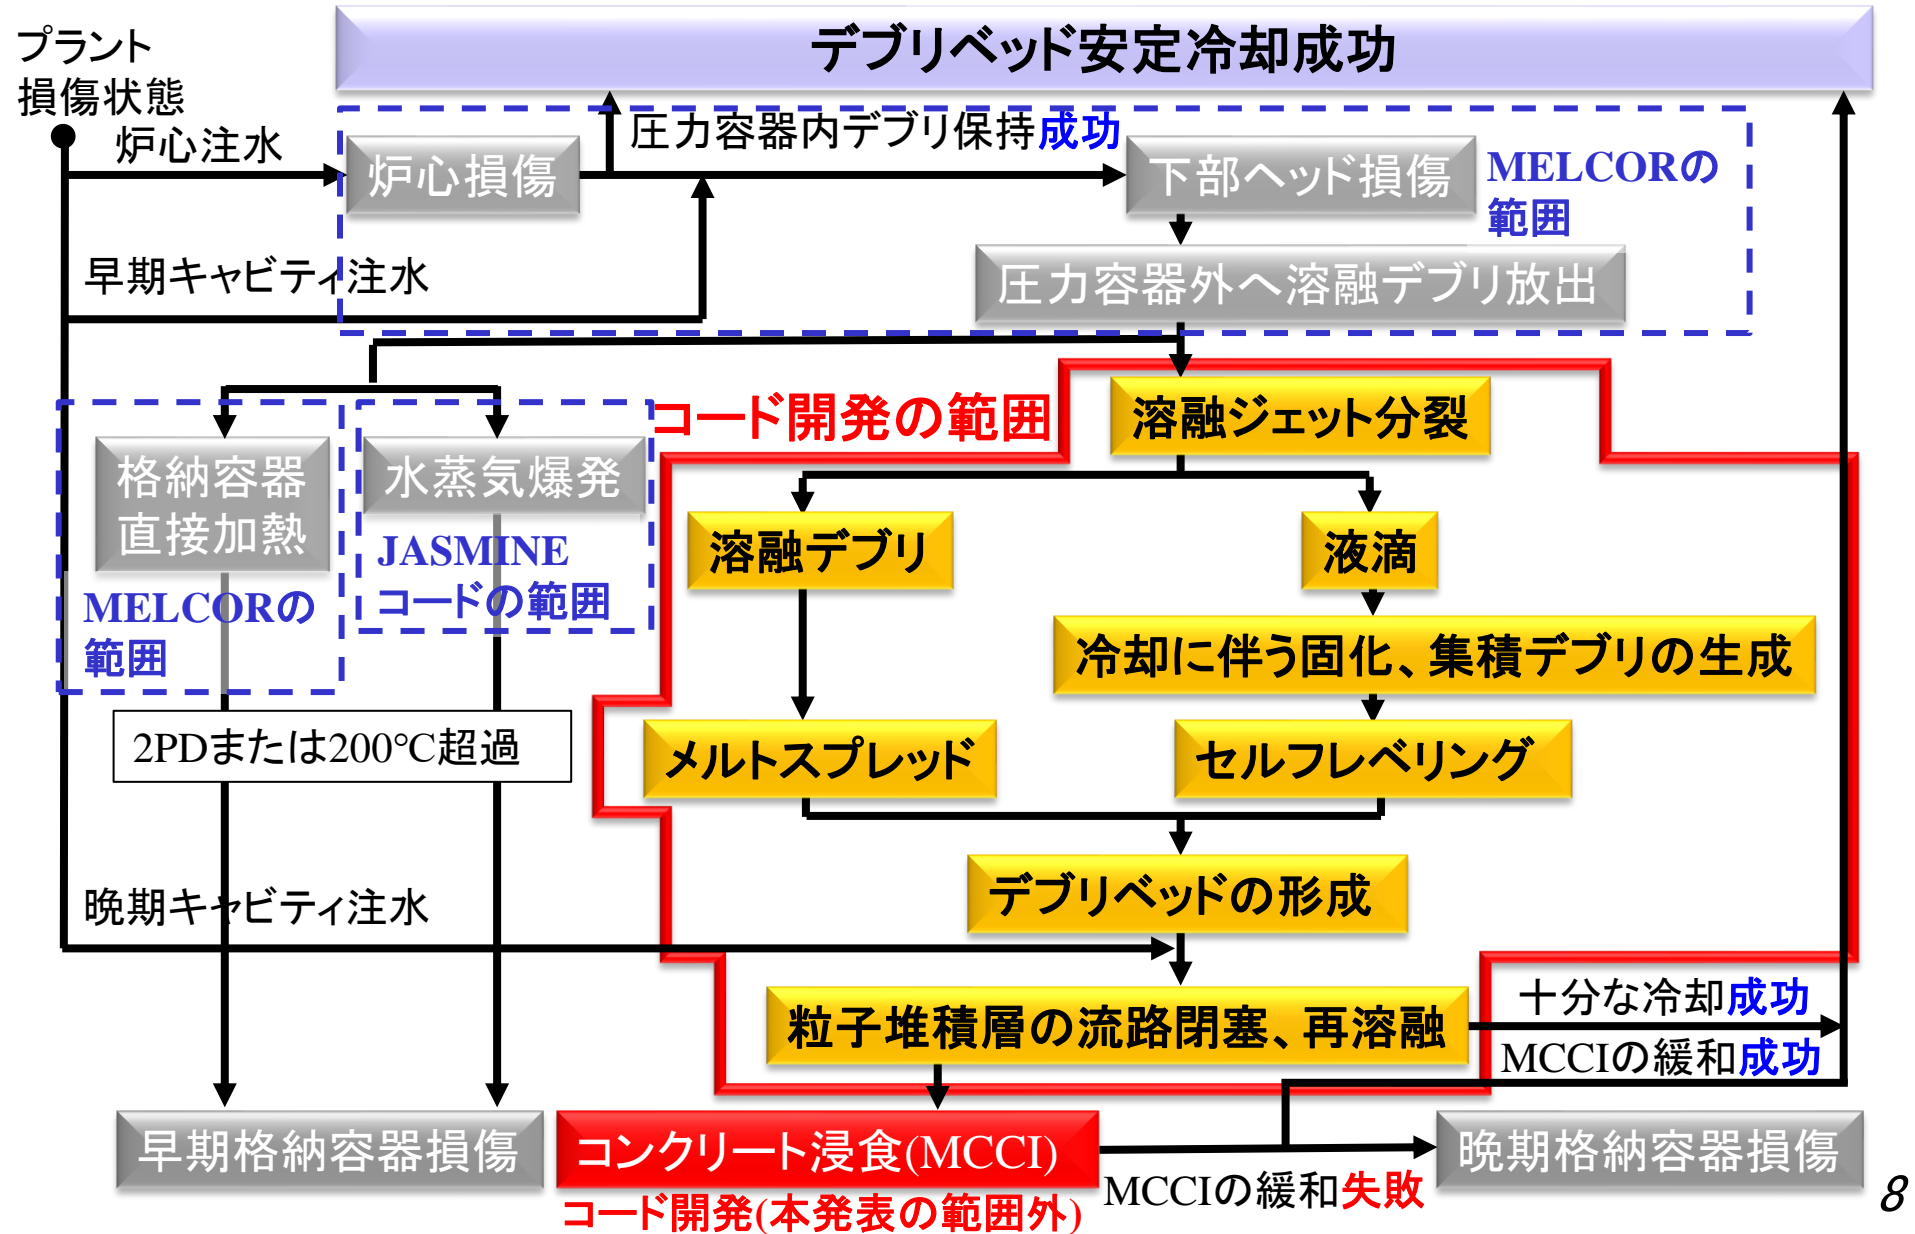 デブリベッド安定冷却成功
プラント
損傷状態
炉心注水
炉心損傷
圧力容器内デブリ保持成功
下部ヘッド損傷
MELCORの
範囲
早期キャビティ注水
圧力容器外へ溶融デブリ放出
コード開発の範囲
溶融ジェット分裂
格納容器
直接加熱
MELCORの
範囲
水蒸気爆発
JASMINE
コードの範囲
溶融デブリ
液滴
冷却に伴う固化、集積デブリの生成
2PDまたは200℃超過
メルトスプレッド
セルフレベリング
デブリベッドの形成
晩期キャビティ注水
粒子堆積層の流路閉塞、再溶融
十分な冷却成功
MCCIの緩和成功
早期格納容器損傷
コンクリート浸食(MCCI)
コード開発(本発表の範囲外)
MCCIの緩和失敗
晩期格納容器損傷
8